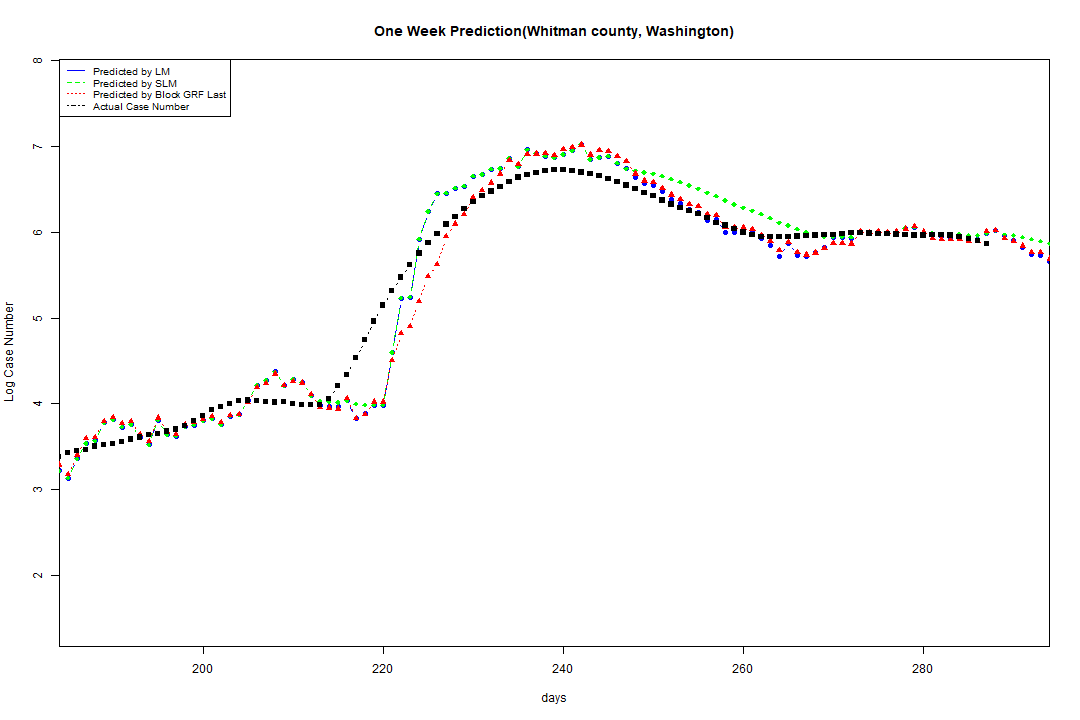 One Week Prediction(Whitman county, Washington)
Predicted by LM
Predicted by SLM
Predicted by Block GRF Last
Actual Case Number
8
7
6
5
4
3
2
Log Case Number
200 220 240 260 280
days